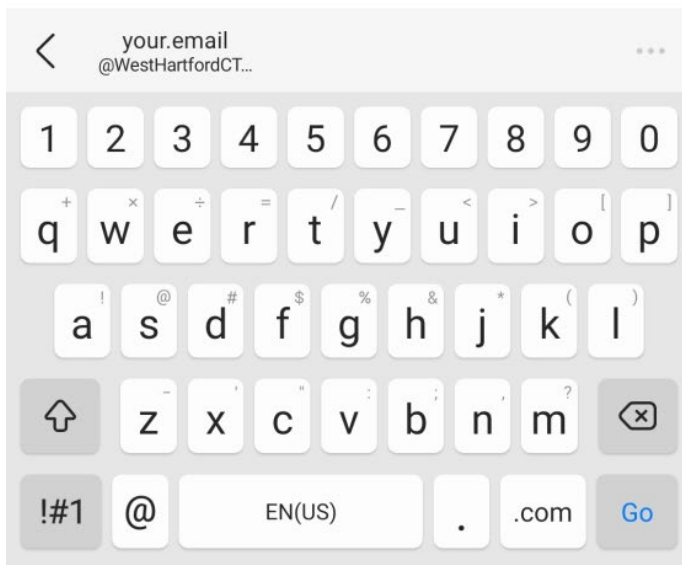 your.email
@WestHartfordCT...
1 2 3 4 5 6 7 8 9 0
+ × ÷ = / _ < > [ ]
q w e r t y u i o p
! @ # $ % & * ( )
a s d f g h j k l
- ' " : ; , ?
z x c v b n m
!#1 @ EN(US) . .com Go